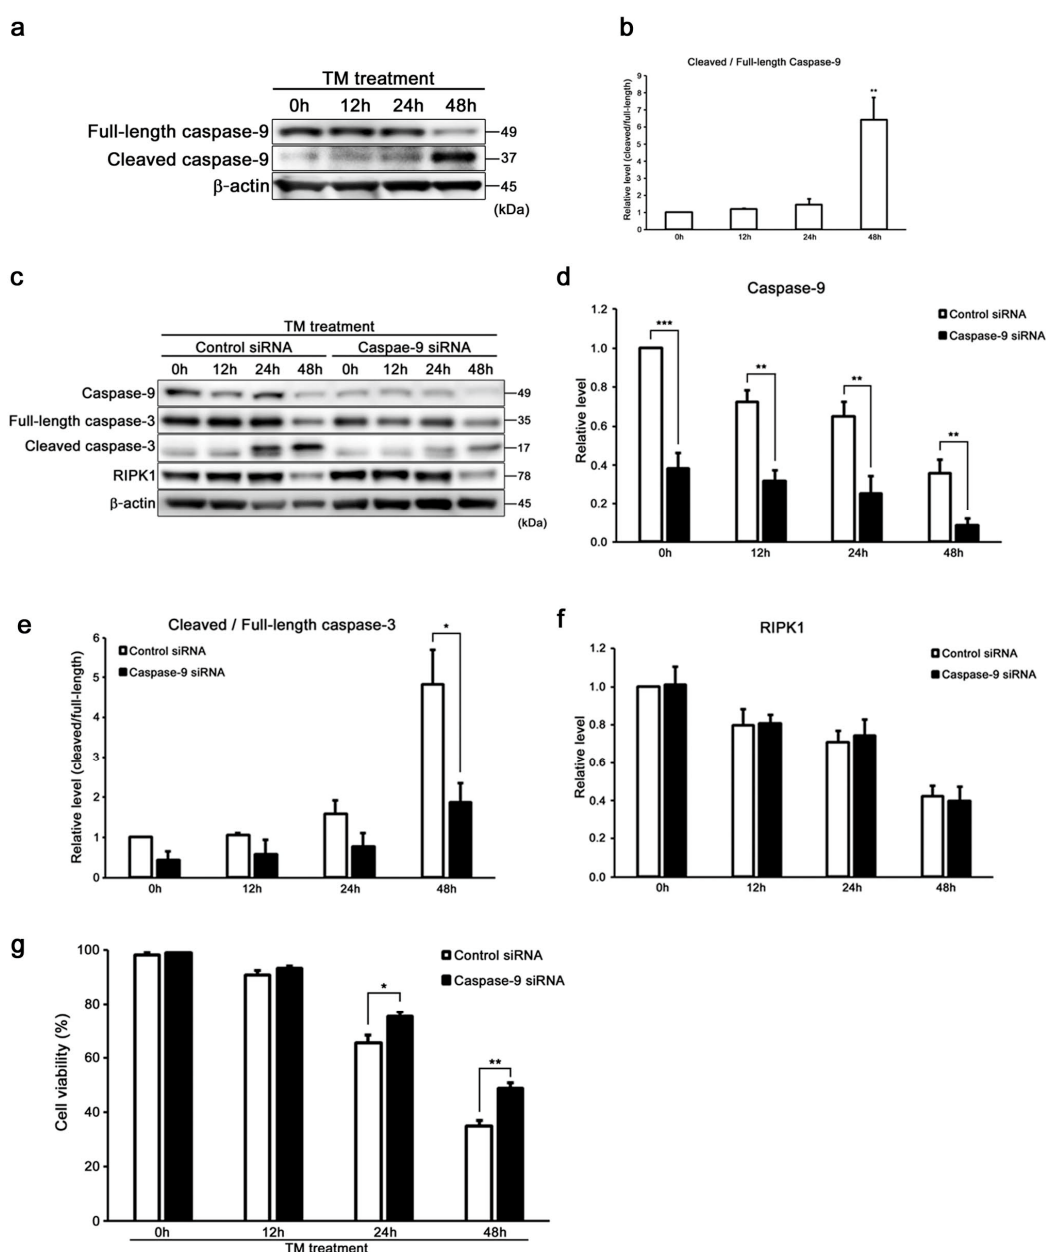 a
TM treatment
0h 12h 24h 48h
Full-length caspase-9 49
Cleaved caspase-9 37
β-actin 45
(kDa)
b
Cleaved / Full-length Caspase-9
Relative level (cleaved/full-length)
9
8
7
6
5
4
3
2
1
0
**
0h 12h 24h 48h
c
TM treatment
Control siRNA Caspae-9 siRNA
0h 12h 24h 48h 0h 12h 24h 48h
Caspase-9 49
Full-length caspase-3 35
Cleaved caspase-3 17
RIPK1 78
β-actin 45
(kDa)
d
Caspase-9
Control siRNA
Caspase-9 siRNA
Relative level
1.2
1.0
0.8
0.6
0.4
0.2
0.0
*** ** ** **
0h 12h 24h 48h
e
Cleaved / Full-length caspase-3
Control siRNA
Caspase-9 siRNA
Relative level (cleaved/full-length)
6
5
4
3
2
1
0
*
0h 12h 24h 48h
f
RIPK1
Control siRNA
Caspase-9 siRNA
Relative level
1.2
1.0
0.8
0.6
0.4
0.2
0.0
0h 12h 24h 48h
g
Control siRNA
Caspase-9 siRNA
Cell viability (%)
100
80
60
40
20
0
* **
0h 12h 24h 48h
TM treatment